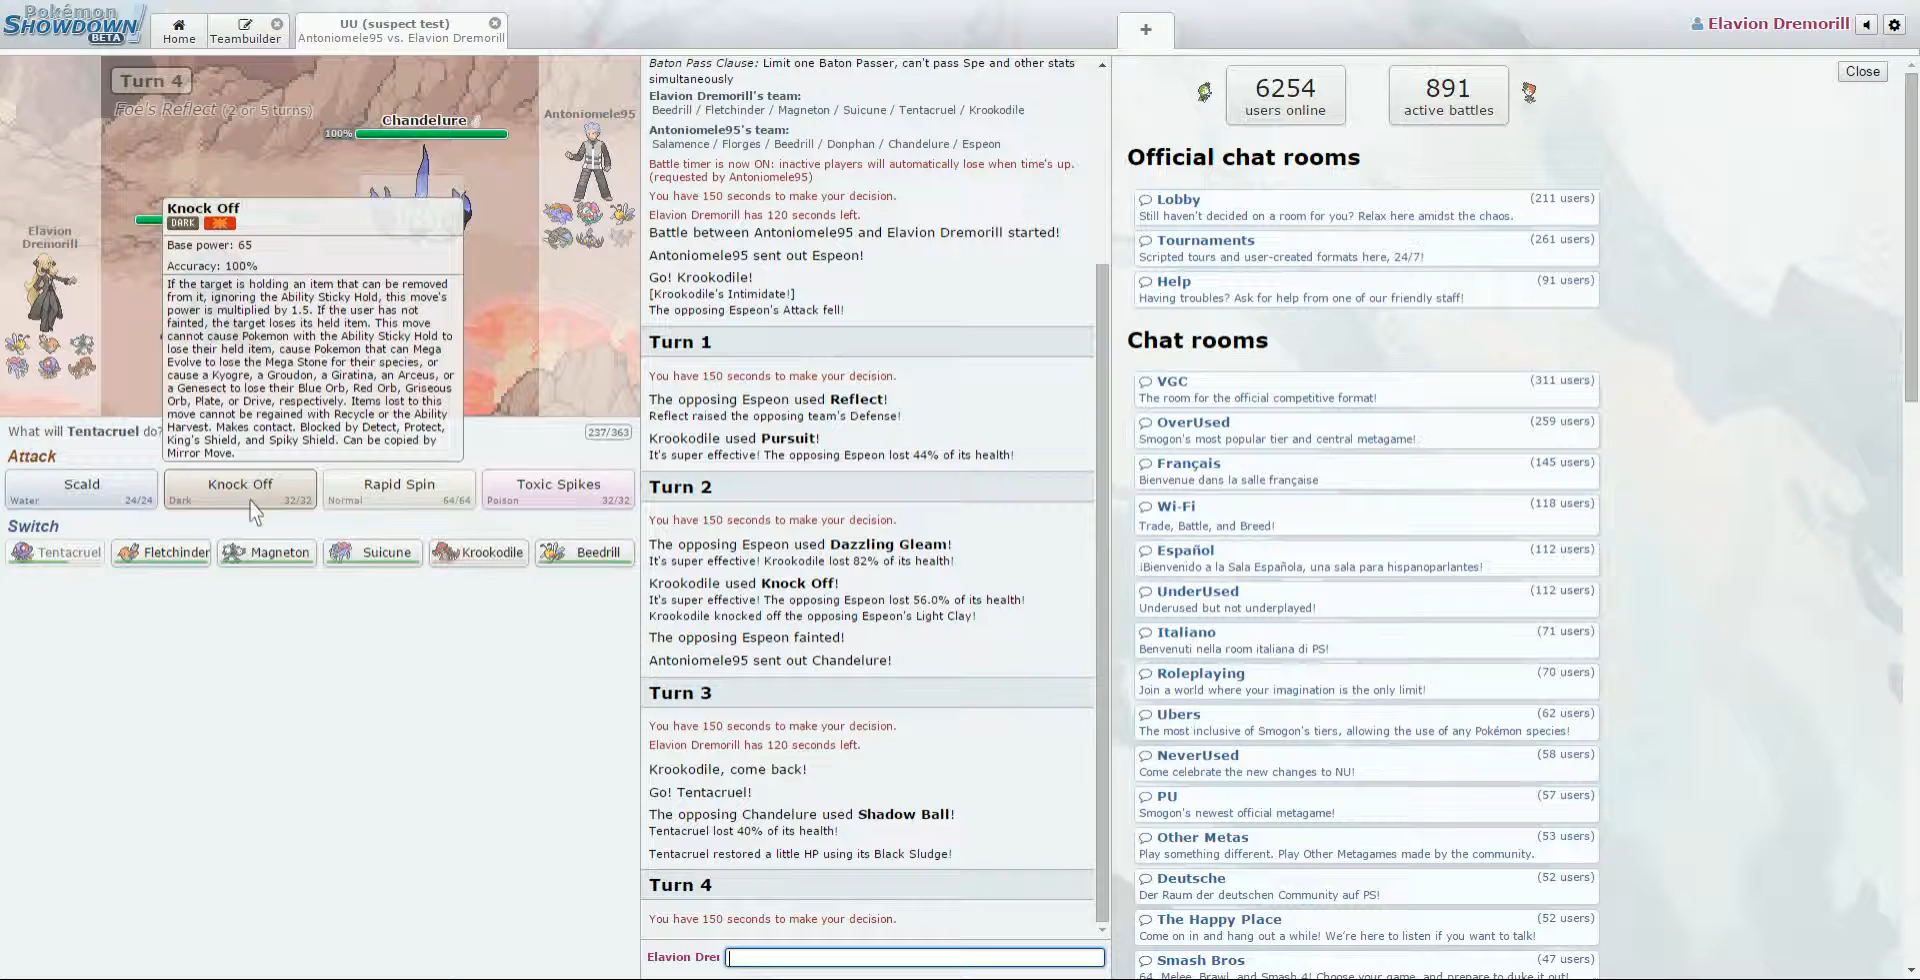 Pokémon
SHOWDOWN!
BETA
Home
Teambuilder
UU (suspect test)
Antoniomele95 vs. Elavion Dremorill
+
Elavion Dremorill
Turn 4
Foe's Reflect (2 or 5 turns)
Chandelure
100%
Antoniomele95
Elavion
Dremorill
Knock Off
DARK
Base power: 65
Accuracy: 100%
If the target is holding an item that can be removed
from it, ignoring the Ability Sticky Hold, this move's
power is multiplied by 1.5. If the user has not
fainted, the target loses its held item. This move
cannot cause Pokemon with the Ability Sticky Hold to
lose their held item, cause Pokemon that can Mega
Evolve to lose the Mega Stone for their species, or
cause a Kyogre, a Groudon, a Giratina, an Arceus, or
a Genesect to lose their Blue Orb, Red Orb, Griseous
Orb, Plate, or Drive, respectively. Items lost to this
move cannot be regained with Recycle or the Ability
Harvest. Makes contact. Blocked by Detect, Protect,
King's Shield, and Spiky Shield. Can be copied by
Mirror Move.
What will Tentacruel do?
237/363
Attack
Scald
Water 24/24
Knock Off
Dark 32/32
Rapid Spin
Normal 64/64
Toxic Spikes
Poison 32/32
Switch
Tentacruel
Fletchinder
Magneton
Suicune
Krookodile
Beedrill
Baton Pass Clause: Limit one Baton Passer, can't pass Spe and other stats
simultaneously
Elavion Dremorill's team:
Beedrill / Fletchinder / Magneton / Suicune / Tentacruel / Krookodile
Antoniomele95's team:
Salamence / Florges / Beedrill / Donphan / Chandelure / Espeon
Battle timer is now ON: inactive players will automatically lose when time's up.
(requested by Antoniomele95)
You have 150 seconds to make your decision.
Elavion Dremorill has 120 seconds left.
Battle between Antoniomele95 and Elavion Dremorill started!
Antoniomele95 sent out Espeon!
Go! Krookodile!
[Krookodile's Intimidate!]
The opposing Espeon's Attack fell!
Turn 1
You have 150 seconds to make your decision.
The opposing Espeon used Reflect!
Reflect raised the opposing team's Defense!
Krookodile used Pursuit!
It's super effective! The opposing Espeon lost 44% of its health!
Turn 2
You have 150 seconds to make your decision.
The opposing Espeon used Dazzling Gleam!
It's super effective! Krookodile lost 82% of its health!
Krookodile used Knock Off!
It's super effective! The opposing Espeon lost 56.0% of its health!
Krookodile knocked off the opposing Espeon's Light Clay!
The opposing Espeon fainted!
Antoniomele95 sent out Chandelure!
Turn 3
You have 150 seconds to make your decision.
Elavion Dremorill has 120 seconds left.
Krookodile, come back!
Go! Tentacruel!
The opposing Chandelure used Shadow Ball!
Tentacruel lost 40% of its health!
Tentacruel restored a little HP using its Black Sludge!
Turn 4
You have 150 seconds to make your decision.
Elavion Drer
Close
6254
users online
891
active battles
Official chat rooms
Lobby (211 users)
Still haven't decided on a room for you? Relax here amidst the chaos.
Tournaments (261 users)
Scripted tours and user-created formats here, 24/7!
Help (91 users)
Having troubles? Ask for help from one of our friendly staff!
Chat rooms
VGC (311 users)
The room for the official competitive format!
OverUsed (259 users)
Smogon's most popular tier and central metagame!
Français (145 users)
Bienvenue dans la salle française
Wi-Fi (118 users)
Trade, Battle, and Breed!
Español (112 users)
¡Bienvenido a la Sala Española, una sala para hispanoparlantes!
UnderUsed (112 users)
Underused but not underplayed!
Italiano (71 users)
Benvenuti nella room italiana di PS!
Roleplaying (70 users)
Join a world where your imagination is the only limit!
Ubers (62 users)
The most inclusive of Smogon's tiers, allowing the use of any Pokémon species!
NeverUsed (58 users)
Come celebrate the new changes to NU!
PU (57 users)
Smogon's newest official metagame!
Other Metas (53 users)
Play something different. Play Other Metagames made by the community.
Deutsche (52 users)
Der Raum der deutschen Community auf PS!
The Happy Place (52 users)
Come on in and hang out a while! We're here to listen if you want to talk!
Smash Bros (47 users)
64, Melee, Brawl, and Smash 4! Choose your game, and prepare to duke it out!